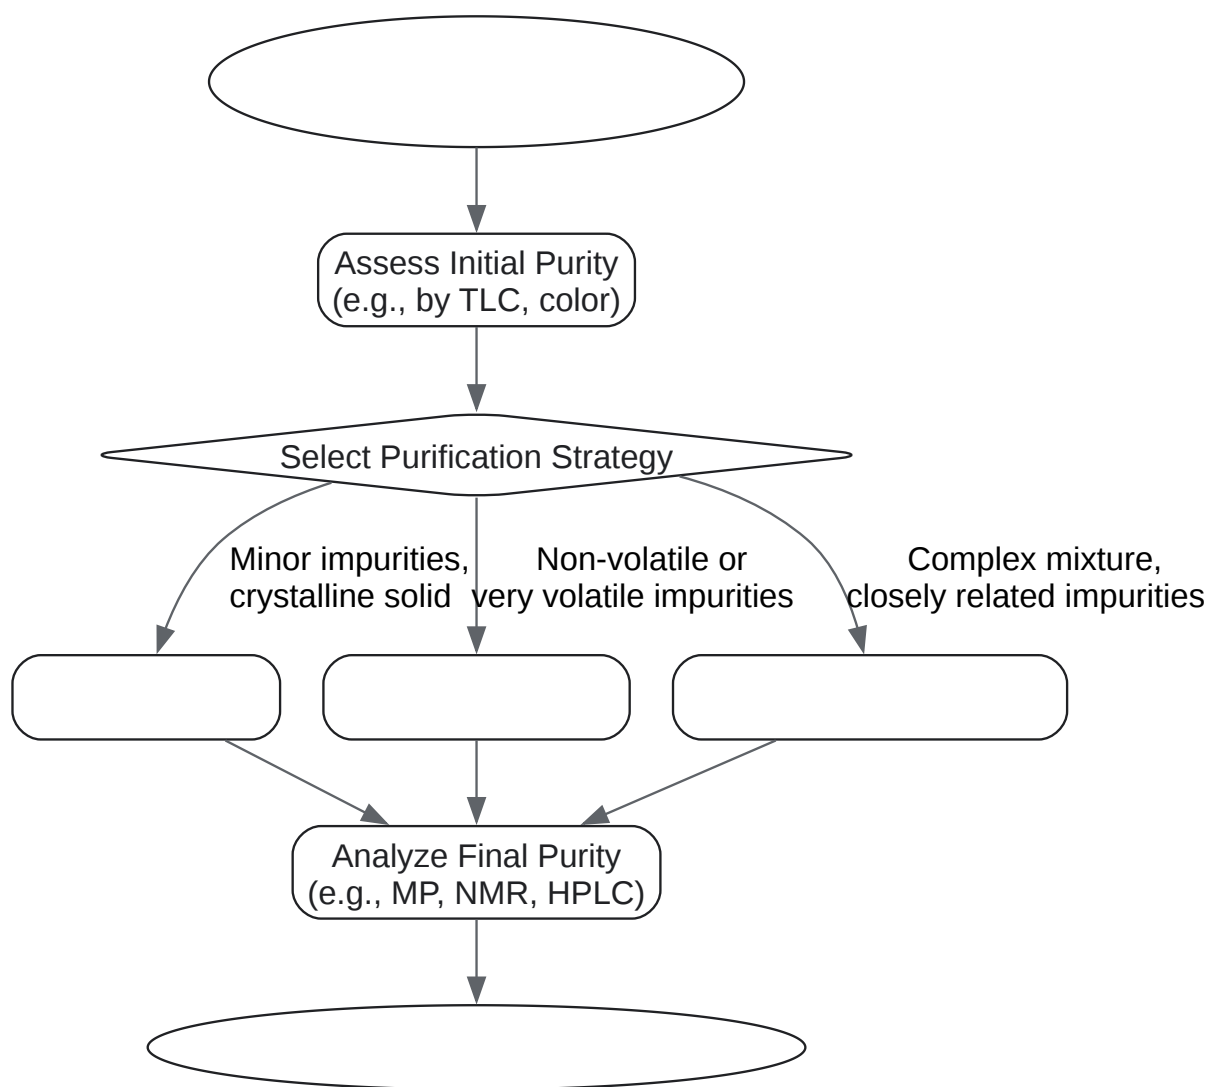 Assess Initial Purity
(e.g., by TLC, color)
Select Purification Strategy
Minor impurities,
crystalline solid
Non-volatile or
very volatile impurities
Complex mixture,
closely related impurities
Analyze Final Purity
(e.g., MP, NMR, HPLC)